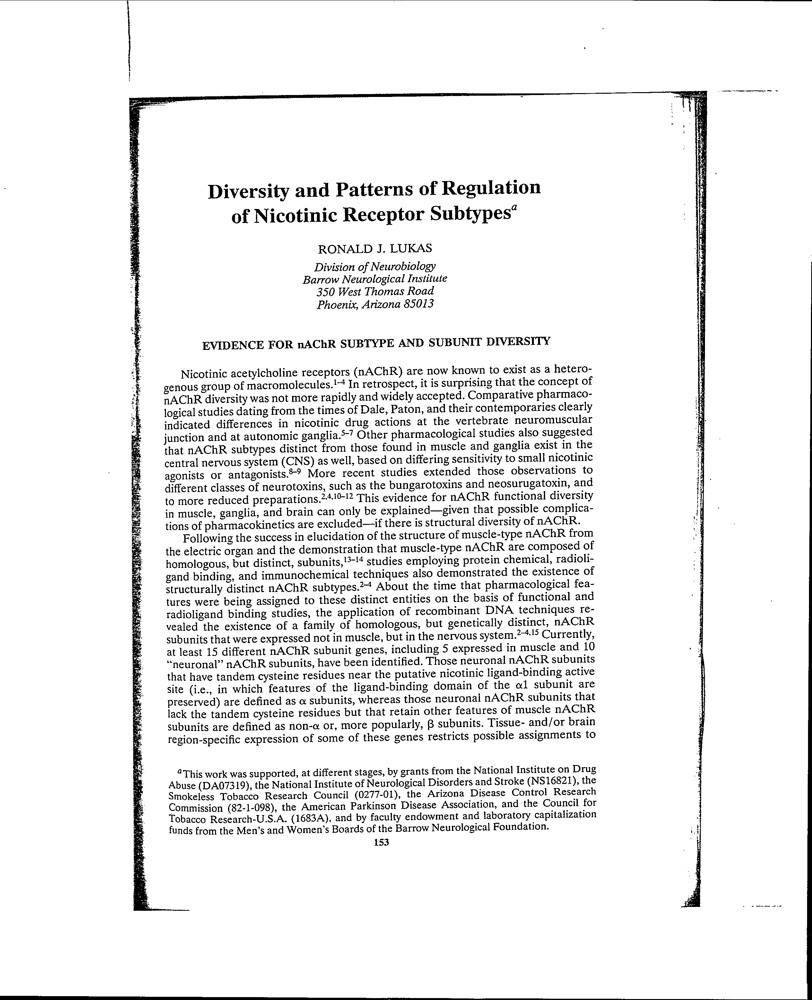 Diversity and Patterns of Regulation
of Nicotinic Receptor Subtypesᵃ
RONALD J. LUKAS
Division of Neurobiology
Barrow Neurological Institute
350 West Thomas Road
Phoenix, Arizona 85013
EVIDENCE FOR nAChR SUBTYPE AND SUBUNIT DIVERSITY
Nicotinic acetylcholine receptors (nAChR) are now known to exist as a hetero-
genous group of macromolecules.¹⁻⁴ In retrospect, it is surprising that the concept of
nAChR diversity was not more rapidly and widely accepted. Comparative pharmaco-
logical studies dating from the times of Dale, Paton, and their contemporaries clearly
indicated differences in nicotinic drug actions at the vertebrate neuromuscular
junction and at autonomic ganglia.⁵⁻⁷ Other pharmacological studies also suggested
that nAChR subtypes distinct from those found in muscle and ganglia exist in the
central nervous system (CNS) as well, based on differing sensitivity to small nicotinic
agonists or antagonists.⁸⁻⁹ More recent studies extended those observations to
different classes of neurotoxins, such as the bungarotoxins and neosurugatoxin, and
to more reduced preparations.²,⁴,¹⁰⁻¹² This evidence for nAChR functional diversity
in muscle, ganglia, and brain can only be explained—given that possible complica-
tions of pharmacokinetics are excluded—if there is structural diversity of nAChR.
Following the success in elucidation of the structure of muscle-type nAChR from
the electric organ and the demonstration that muscle-type nAChR are composed of
homologous, but distinct, subunits,¹³⁻¹⁴ studies employing protein chemical, radioli-
gand binding, and immunochemical techniques also demonstrated the existence of
structurally distinct nAChR subtypes.²⁻⁴ About the time that pharmacological fea-
tures were being assigned to these distinct entities on the basis of functional and
radioligand binding studies, the application of recombinant DNA techniques re-
vealed the existence of a family of homologous, but genetically distinct, nAChR
subunits that were expressed not in muscle, but in the nervous system.²⁻⁴,¹⁵ Currently,
at least 15 different nAChR subunit genes, including 5 expressed in muscle and 10
“neuronal” nAChR subunits, have been identified. Those neuronal nAChR subunits
that have tandem cysteine residues near the putative nicotinic ligand-binding active
site (i.e., in which features of the ligand-binding domain of the α1 subunit are
preserved) are defined as α subunits, whereas those neuronal nAChR subunits that
lack the tandem cysteine residues but that retain other features of muscle nAChR
subunits are defined as non-α or, more popularly, β subunits. Tissue- and/or brain
region-specific expression of some of these genes restricts possible assignments to
ᵃThis work was supported, at different stages, by grants from the National Institute on Drug
Abuse (DA07319), the National Institute of Neurological Disorders and Stroke (NS16821), the
Smokeless Tobacco Research Council (0277-01), the Arizona Disease Control Research
Commission (82-1-098), the American Parkinson Disease Association, and the Council for
Tobacco Research-U.S.A. (1683A), and by faculty endowment and laboratory capitalization
funds from the Men's and Women's Boards of the Barrow Neurological Foundation.
153